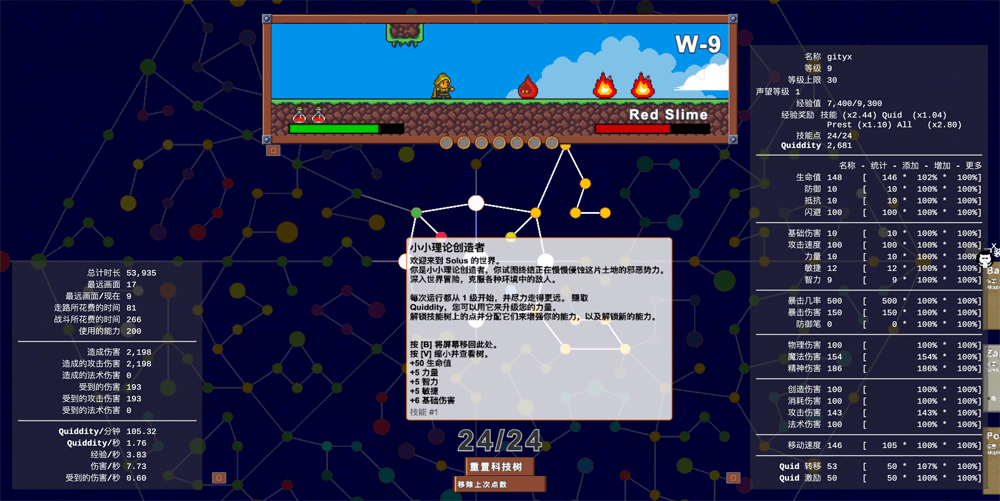 W-9
Red Slime
名称 gityx
等级 9
等级上限 30
声望等级 1
经验值 7,400/9,300
经验奖励 技能 (x2.44) Quid (x1.04)
Prest (x1.10) All (x2.80)
技能点 24/24
Quiddity 2,681
名称 - 统计 - 添加 - 增加 - 更多
生命值 148 [ 146 * 102% * 100%]
防御 10 [ 10 * 100% * 100%]
抵抗 10 [ 10 * 100% * 100%]
闪避 100 [ 100 * 100% * 100%]
基础伤害 10 [ 10 * 100% * 100%]
攻击速度 100 [ 100 * 100% * 100%]
力量 10 [ 10 * 100% * 100%]
敏捷 12 [ 12 * 100% * 100%]
智力 9 [ 9 * 100% * 100%]
暴击几率 500 [ 500 * 100% * 100%]
暴击伤害 150 [ 150 * 100% * 100%]
防御笔 0 [ 0 * 100% * 100%]
物理伤害 100 [ 100% * 100%]
魔法伤害 154 [ 154% * 100%]
精神伤害 186 [ 186% * 100%]
创造伤害 100 [ 100% * 100%]
消耗伤害 100 [ 100% * 100%]
攻击伤害 143 [ 143% * 100%]
法术伤害 100 [ 100% * 100%]
移动速度 146 [ 105 * 140% * 100%]
Quid 转移 53 [ 50 * 107% * 100%]
Quid 激励 50 [ 50 * 100% * 100%]
小小理论创造者
欢迎来到 Solus 的世界。
你是小小理论创造者，你试图终结正在慢慢侵蚀这片土地的邪恶势力。
深入世界冒险，克服各种环境中的敌人。
每次运行都从 1 级开始，并尽力走得更远。 赚取
Quiddity，您可以用它来升级您的力量。
解锁技能树上的点并分配它们来增强你的能力，以及解锁新的能力。
按 [B] 将屏幕移回此处。
按 [V] 缩小并查看树。
+50 生命值
+5 力量
+5 智力
+5 敏捷
+6 基础伤害
技能 #1
24/24
重置科技树
移除上次点数
总计时长 53,935
最远画面 17
最远画面/现在 9
走路所花费的时间 81
战斗所花费的时间 266
使用的能力 200
造成伤害 2,198
造成的攻击伤害 2,198
造成的法术伤害 0
受到的伤害 193
受到的攻击伤害 193
受到的法术伤害 0
Quiddity/分钟 105.32
Quiddity/秒 1.76
经验/秒 3.83
伤害/秒 7.73
受到的伤害/秒 0.60